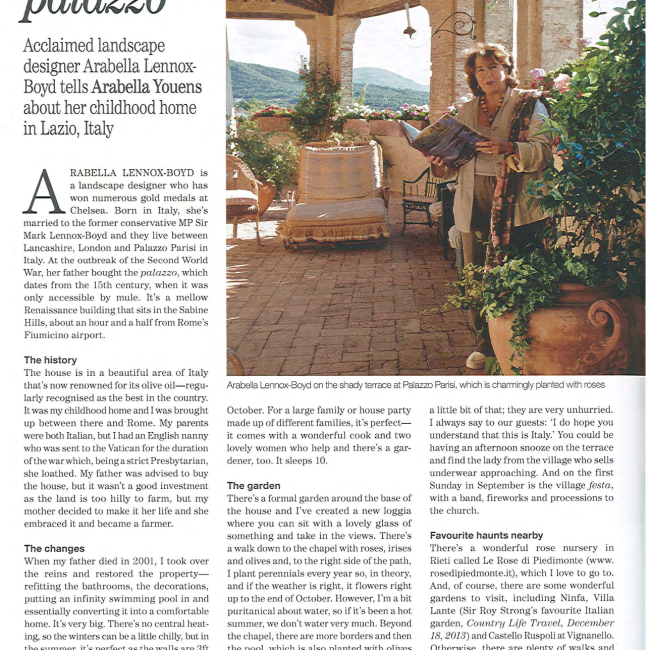 palazzo
Acclaimed landscape
designer Arabella Lennox-
Boyd tells Arabella Youens
about her childhood home
in Lazio, Italy
ARABELLA LENNOX-BOYD is
a landscape designer who has
won numerous gold medals at
Chelsea. Born in Italy, she's
married to the former conservative MP Sir
Mark Lennox-Boyd and they live between
Lancashire, London and Palazzo Parisi in
Italy. At the outbreak of the Second World
War, her father bought the palazzo, which
dates from the 15th century, when it was
only accessible by mule. It's a mellow
Renaissance building that sits in the Sabine
Hills, about an hour and a half from Rome's
Fiumicino airport.
The history
The house is in a beautiful area of Italy
that's now renowned for its olive oil—regu-
larly recognised as the best in the country.
It was my childhood home and I was brought
up between there and Rome. My parents
were both Italian, but I had an English nanny
who was sent to the Vatican for the duration
of the war which, being a strict Presbytarian,
she loathed. My father was advised to buy
the house, but it wasn't a good investment
as the land is too hilly to farm, but my
mother decided to make it her life and she
embraced it and became a farmer.
The changes
When my father died in 2001, I took over
the reins and restored the property—
refitting the bathrooms, the decorations,
putting an infinity swimming pool in and
essentially converting it into a comfortable
home. It's very big. There's no central heat-
ing, so the winters can be a little chilly, but in
the summer, it's perfect as the walls are 3ft
Arabella Lennox-Boyd on the shady terrace at Palazzo Parisi, which is charmingly planted with roses
October. For a large family or house party
made up of different families, it's perfect—
it comes with a wonderful cook and two
lovely women who help and there's a gar-
dener, too. It sleeps 10.
The garden
There's a formal garden around the base of
the house and I've created a new loggia
where you can sit with a lovely glass of
something and take in the views. There's
a walk down to the chapel with roses, irises
and olives and, to the right side of the path,
I plant perennials every year so, in theory,
and if the weather is right, it flowers right
up to the end of October. However, I'm a bit
puritanical about water, so if it's been a hot
summer, we don't water very much. Beyond
the chapel, there are more borders and then
the pool, which is also planted with olives
a little bit of that; they are very unhurried.
I always say to our guests: 'I do hope you
understand that this is Italy.' You could be
having an afternoon snooze on the terrace
and find the lady from the village who sells
underwear approaching. And on the first
Sunday in September is the village festa,
with a band, fireworks and processions to
the church.
Favourite haunts nearby
There's a wonderful rose nursery in
Rieti called Le Rose di Piedimonte (www.
rosedipiedmonte.it), which I love to go to.
And, of course, there are some wonderful
gardens to visit, including Ninfa, Villa
Lante (Sir Roy Strong's favourite Italian
garden, Country Life Travel, December
18, 2013) and Castello Ruspoli at Vignanello.
Otherwise, there are plenty of walks and